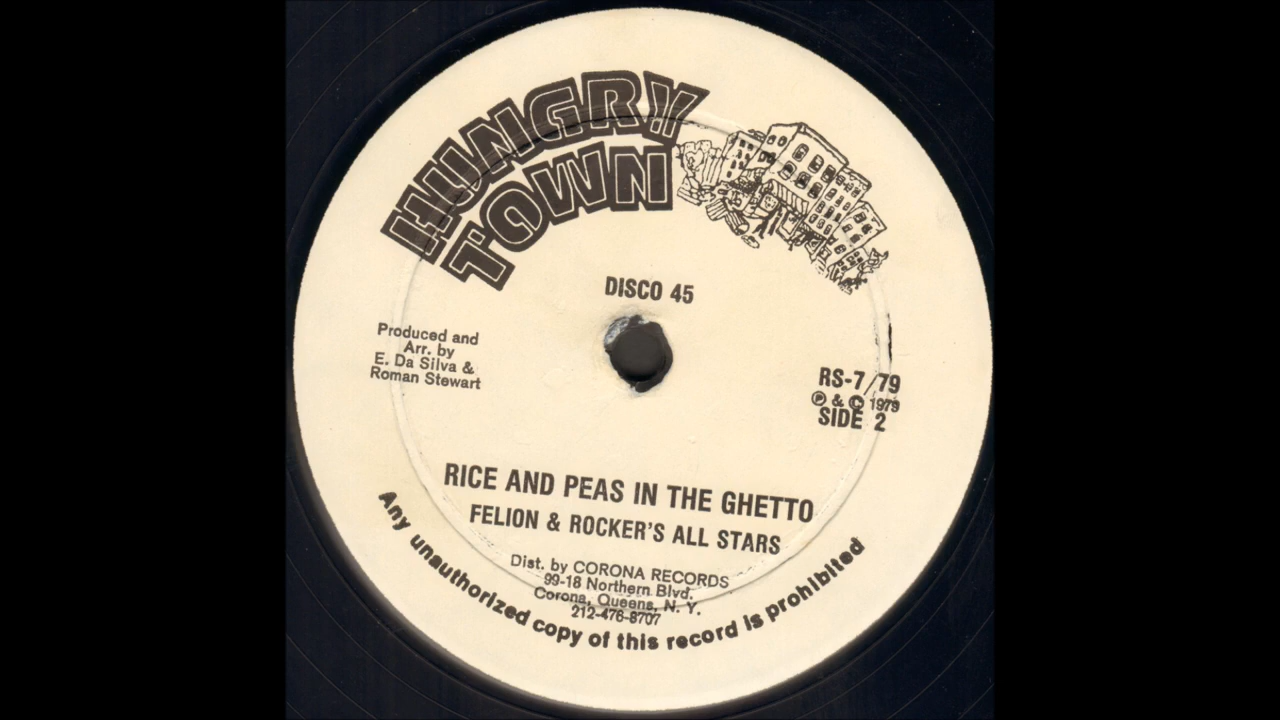 HUNGRY
TOWN
DISCO 45
Produced and
Arr. by
E. Da Silva &
Roman Stewart
RS-7/79
℗ & © 1979
SIDE 2
RICE AND PEAS IN THE GHETTO
FELION & ROCKER'S ALL STARS
Dist. by CORONA RECORDS
99-18 Northern Blvd.
Corona, Queens, N. Y.
212-476-8707
Any unauthorized copy of this record is prohibited